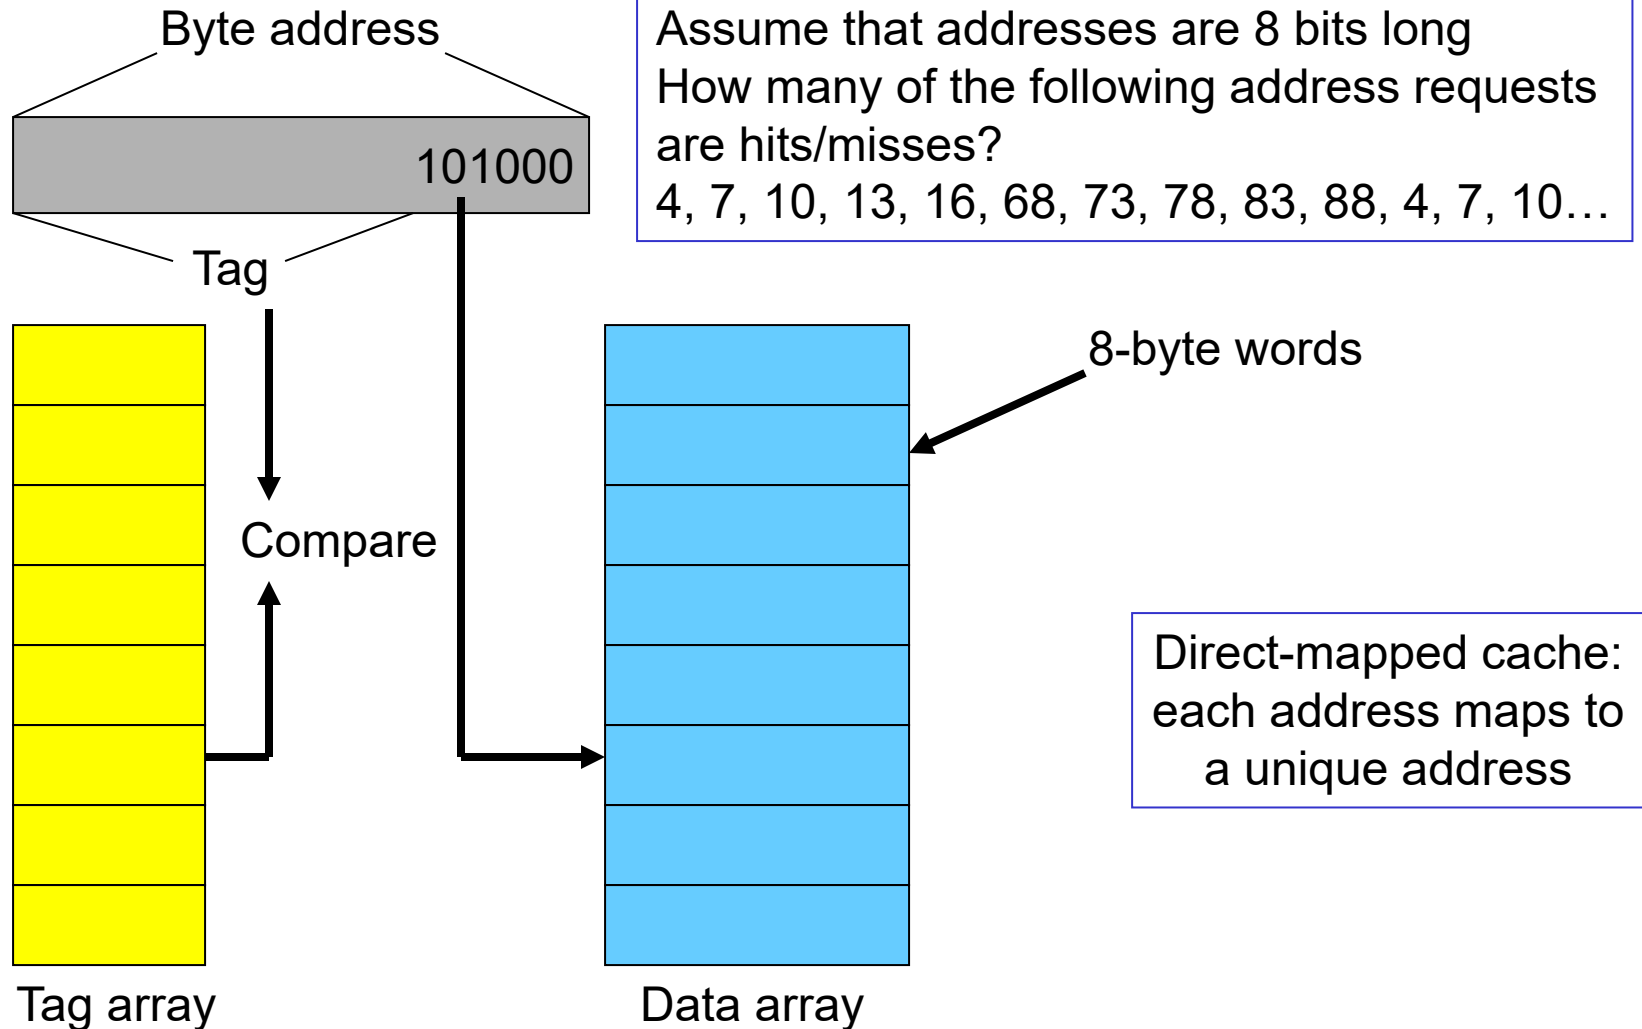 Byte address
101000
Tag
Compare
Tag array
Data array
8-byte words
Assume that addresses are 8 bits long
How many of the following address requests
are hits/misses?
4, 7, 10, 13, 16, 68, 73, 78, 83, 88, 4, 7, 10…
Direct-mapped cache:
each address maps to
a unique address